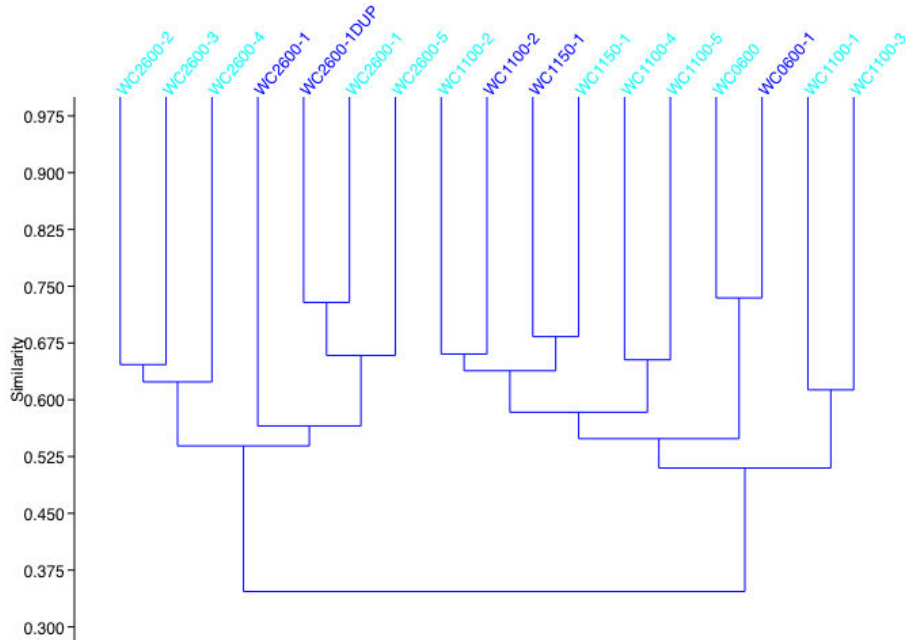 WC2600-2
WC2600-3
WC2600-4
WC2600-1
WC2600-1DUP
WC2600-1
WC2600-5
WC1100-2
WC1100-2
WC1150-1
WC1150-1
WC1100-4
WC1100-5
WC0600
WC0600-1
WC1100-1
WC1100-3
0.975
0.900
0.825
0.750
0.675
0.600
0.525
0.450
0.375
0.300
Similarity